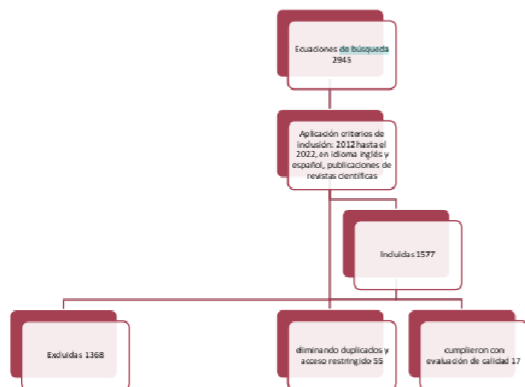 Ecuaciones de búsqueda
2945
Aplicación criterios de
inclusión: 2012 hasta el
2022, en idioma inglés y
español, publicaciones de
revistas científicas
Incluidas 1577
Excluidas 1368
eliminando duplicados y
acceso restringido 55
cumplieron con
evaluación de calidad 17